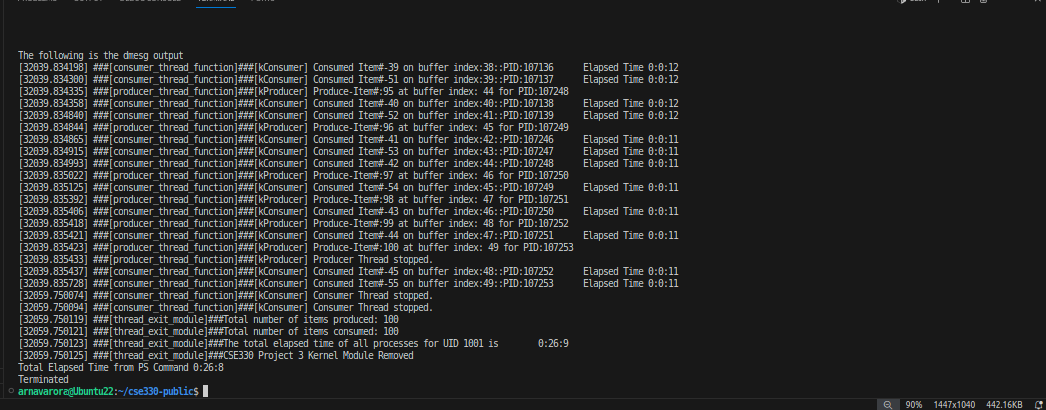 The following is the dmesg output
[32039.834198] ###[consumer_thread_function]###[kConsumer] Consumed Item#-39 on buffer index:38::PID:107136 Elapsed Time 0:0:12
[32039.834300] ###[consumer_thread_function]###[kConsumer] Consumed Item#-51 on buffer index:39::PID:107137 Elapsed Time 0:0:12
[32039.834335] ###[producer_thread_function]###[kProducer] Produce-Item#:95 at buffer index: 44 for PID:107248
[32039.834358] ###[consumer_thread_function]###[kConsumer] Consumed Item#-40 on buffer index:40::PID:107138 Elapsed Time 0:0:12
[32039.834840] ###[consumer_thread_function]###[kConsumer] Consumed Item#-52 on buffer index:41::PID:107139 Elapsed Time 0:0:12
[32039.834844] ###[producer_thread_function]###[kProducer] Produce-Item#:96 at buffer index: 45 for PID:107249
[32039.834865] ###[consumer_thread_function]###[kConsumer] Consumed Item#-41 on buffer index:42::PID:107246 Elapsed Time 0:0:11
[32039.834915] ###[consumer_thread_function]###[kConsumer] Consumed Item#-53 on buffer index:43::PID:107247 Elapsed Time 0:0:11
[32039.834993] ###[consumer_thread_function]###[kConsumer] Consumed Item#-42 on buffer index:44::PID:107248 Elapsed Time 0:0:11
[32039.835022] ###[producer_thread_function]###[kProducer] Produce-Item#:97 at buffer index: 46 for PID:107250
[32039.835125] ###[consumer_thread_function]###[kConsumer] Consumed Item#-54 on buffer index:45::PID:107249 Elapsed Time 0:0:11
[32039.835392] ###[producer_thread_function]###[kProducer] Produce-Item#:98 at buffer index: 47 for PID:107251
[32039.835406] ###[consumer_thread_function]###[kConsumer] Consumed Item#-43 on buffer index:46::PID:107250 Elapsed Time 0:0:11
[32039.835418] ###[producer_thread_function]###[kProducer] Produce-Item#:99 at buffer index: 48 for PID:107252
[32039.835421] ###[consumer_thread_function]###[kConsumer] Consumed Item#-44 on buffer index:47::PID:107251 Elapsed Time 0:0:11
[32039.835423] ###[producer_thread_function]###[kProducer] Produce-Item#:100 at buffer index: 49 for PID:107253
[32039.835433] ###[producer_thread_function]###[kProducer] Producer Thread stopped.
[32039.835437] ###[consumer_thread_function]###[kConsumer] Consumed Item#-45 on buffer index:48::PID:107252 Elapsed Time 0:0:11
[32039.835728] ###[consumer_thread_function]###[kConsumer] Consumed Item#-55 on buffer index:49::PID:107253 Elapsed Time 0:0:11
[32059.750074] ###[consumer_thread_function]###[kConsumer] Consumer Thread stopped.
[32059.750094] ###[consumer_thread_function]###[kConsumer] Consumer Thread stopped.
[32059.750119] ###[thread_exit_module]###Total number of items produced: 100
[32059.750121] ###[thread_exit_module]###Total number of items consumed: 100
[32059.750123] ###[thread_exit_module]###The total elapsed time of all processes for UID 1001 is 0:26:9
[32059.750125] ###[thread_exit_module]###CSE330 Project 3 Kernel Module Removed
Total Elapsed Time from PS Command 0:26:8
Terminated
arnavarora@Ubuntu22:~/cse330-public$
90% 1447x1040 442.16KB